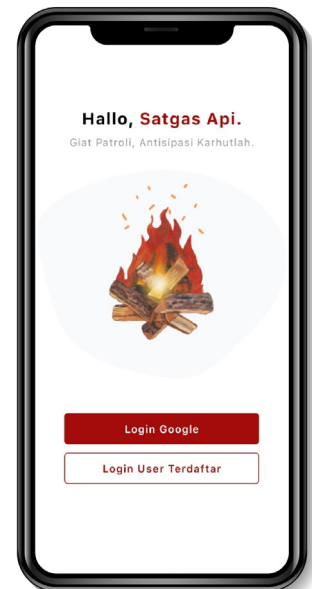 Hallo, Satgas Api.
Giat Patroli, Antisipasi Karhutlah.
Login Google
Login User Terdaftar